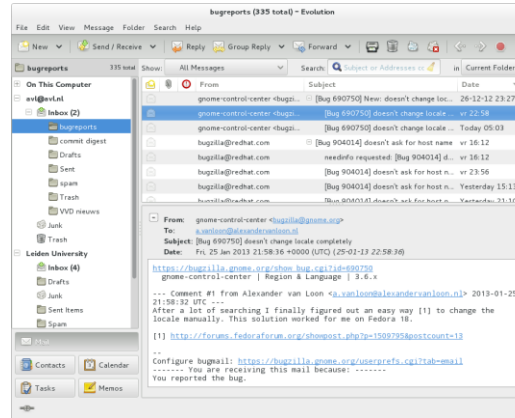 bugreports (335 total) - Evolution
File Edit View Message Folder Search Help
New Send / Receive Reply Group Reply Forward
bugreports 335 total Show: All Messages Search: Subject or Addresses in Current Folder
From Subject Date
On This Computer
avl@avl.nl
Inbox (2)
bugreports
commit digest
Drafts
Sent
spam
Trash
VVD nieuws
Junk
Trash
Leiden University
Inbox (4)
Drafts
Junk
Sent Items
Spam
Mail
Contacts Calendar
Tasks Memos
gnome-control-center <bugzi... [Bug 690750] New: doesn't change loc... 26-12-12 23:27
gnome-control-center <bugzi... [Bug 690750] doesn't change locale ... vr 22:58
gnome-control-center <bugzi... [Bug 690750] doesn't change locale ... Today 05:03
bugzilla@redhat.com [Bug 904014] doesn't ask for host name vr 16:12
bugzilla@redhat.com needinfo requested: [Bug 904014] d... vr 16:12
bugzilla@redhat.com [Bug 904014] doesn't ask for host n... vr 23:56
bugzilla@redhat.com [Bug 904014] doesn't ask for host n... Yesterday 15:13
bugzilla@redhat.com [Bug 904014] doesn't ask for host n... Yesterday 21:10
From: gnome-control-center <bugzilla@gnome.org>
To: a.vanloon@alexandervanloon.nl
Subject: [Bug 690750] doesn't change locale completely
Date: Fri, 25 Jan 2013 21:58:36 +0000 (UTC) (25-01-13 22:58:36)
https://bugzilla.gnome.org/show_bug.cgi?id=690750
gnome-control-center | Region & Language | 3.6.x
--- Comment #1 from Alexander van Loon <a.vanloon@alexandervanloon.nl> 2013-01-25
21:58:32 UTC ---
After a lot of searching I finally figured out an easy way [1] to change the
locale manually. This solution worked for me on Fedora 18.
[1] http://forums.fedoraforum.org/showpost.php?p=1509795&postcount=13
--
Configure bugmail: https://bugzilla.gnome.org/userprefs.cgi?tab=email
------- You are receiving this mail because: -------
You reported the bug.